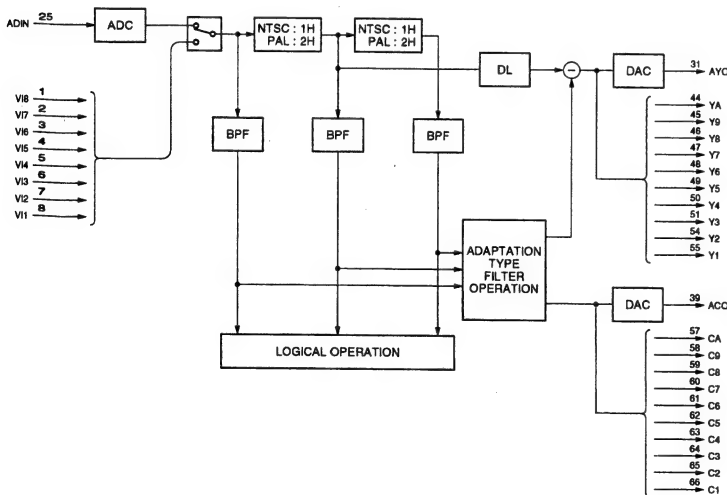 ADIN 25 ADC
NTSC : 1H
PAL : 2H
NTSC : 1H
PAL : 2H
DL
DAC 31 AYO
VI8 1
VI7 2
VI6 3
VI5 4
VI4 5
VI3 6
VI2 7
VI1 8
BPF
BPF
BPF
44 YA
45 Y9
46 Y8
47 Y7
48 Y6
49 Y5
50 Y4
51 Y3
54 Y2
55 Y1
ADAPTATION
TYPE
FILTER
OPERATION
DAC 39 ACO
LOGICAL OPERATION
57 CA
58 C9
59 C8
60 C7
61 C6
62 C5
63 C4
64 C3
65 C2
66 C1